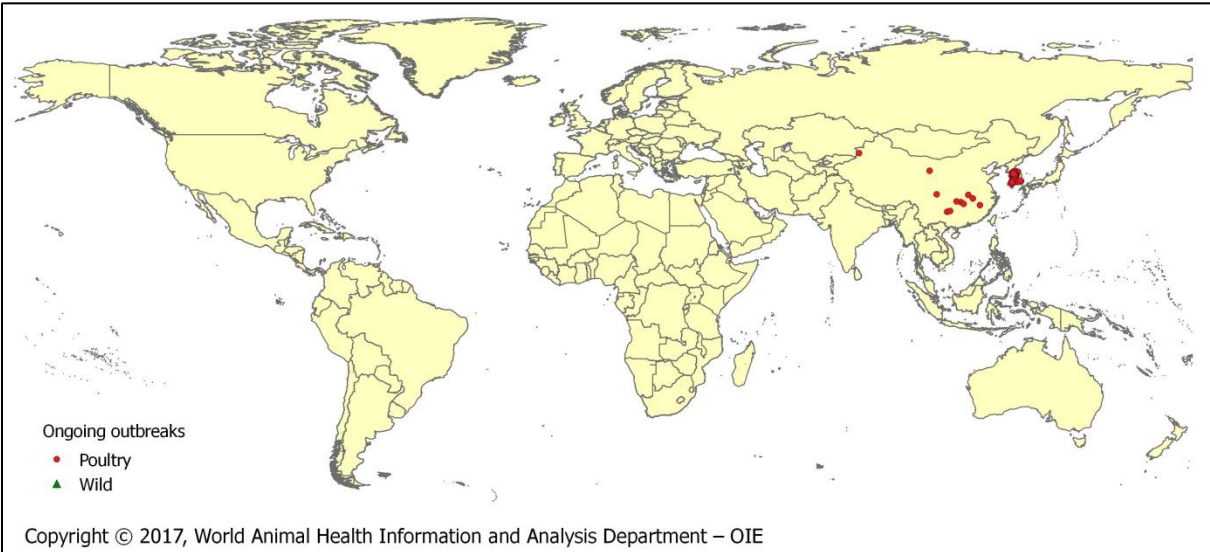 Ongoing outbreaks
Poultry
Wild
Copyright © 2017, World Animal Health Information and Analysis Department – OIE